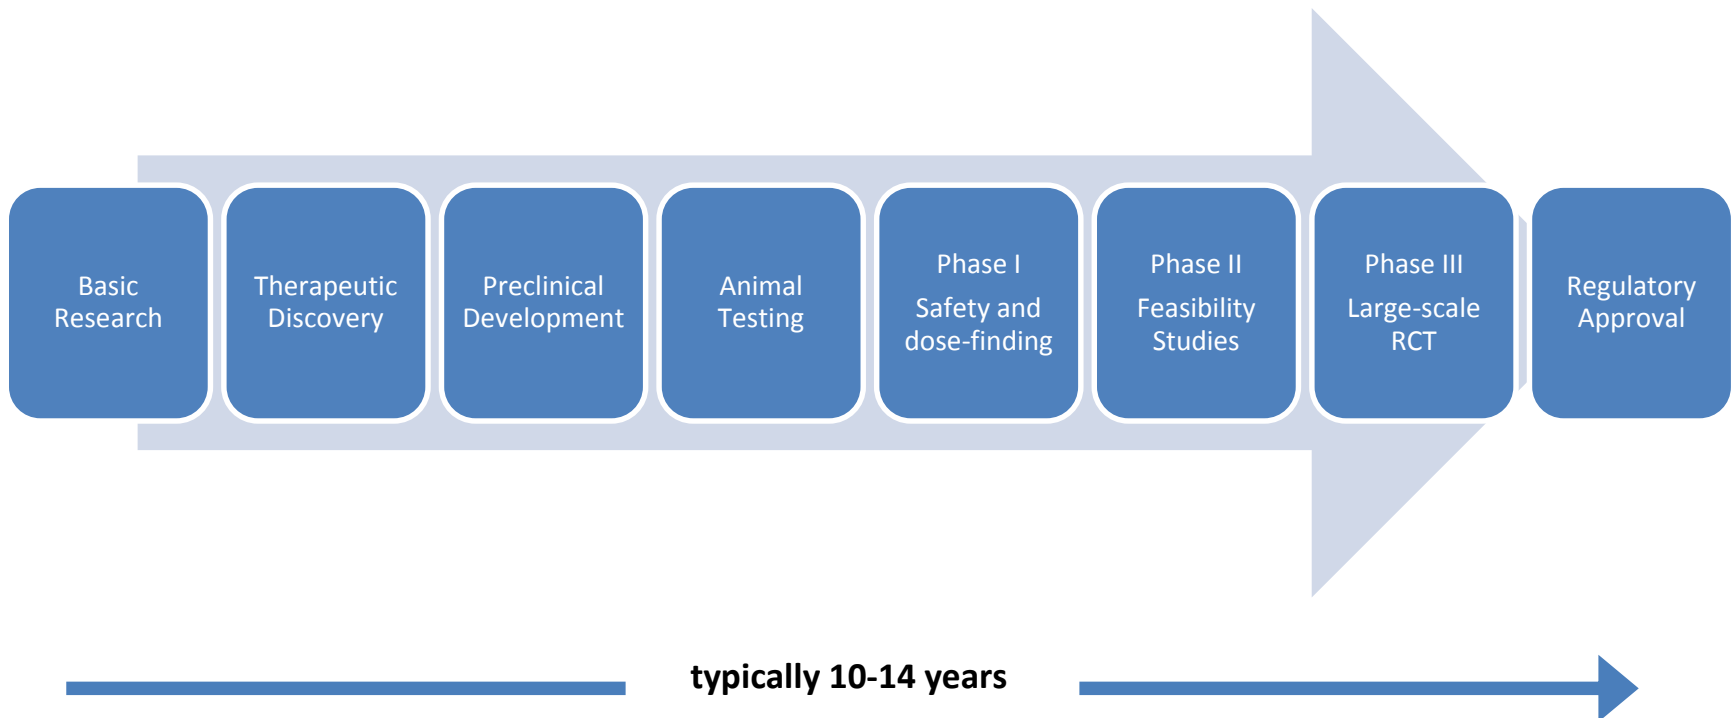 Basic
Research
Therapeutic
Discovery
Preclinical
Development
Animal
Testing
Phase I
Safety and
dose-finding
Phase II
Feasibility
Studies
Phase III
Large-scale
RCT
Regulatory
Approval
typically 10-14 years